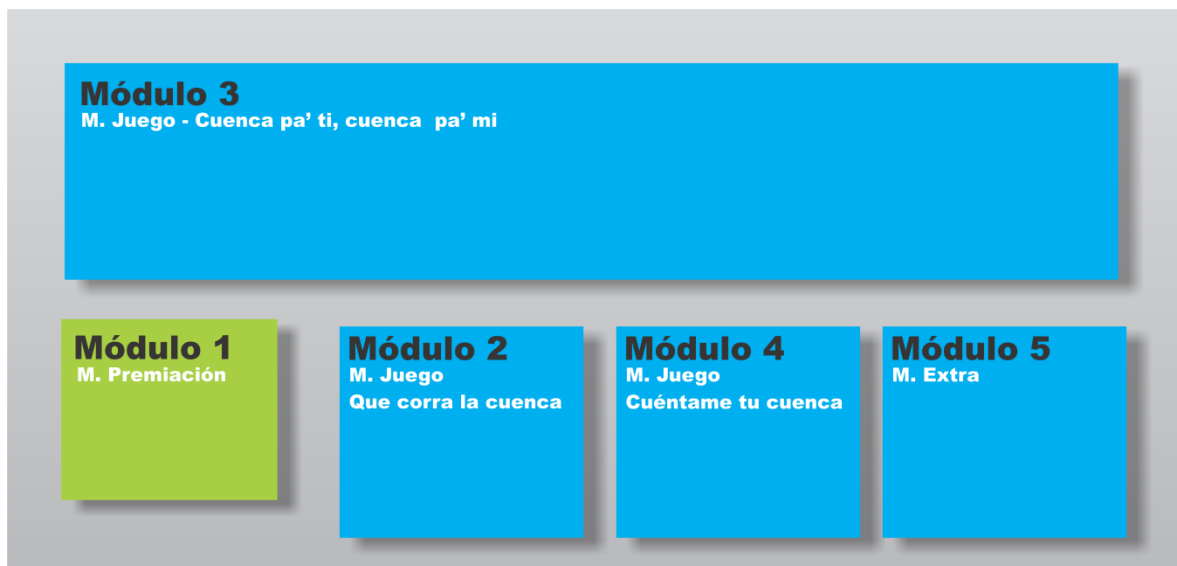 Módulo 3
M. Juego - Cuenca pa’ ti, cuenca pa’ mi
Módulo 1
M. Premiación
Módulo 2
M. Juego
Que corra la cuenca
Módulo 4
M. Juego
Cuéntame tu cuenca
Módulo 5
M. Extra